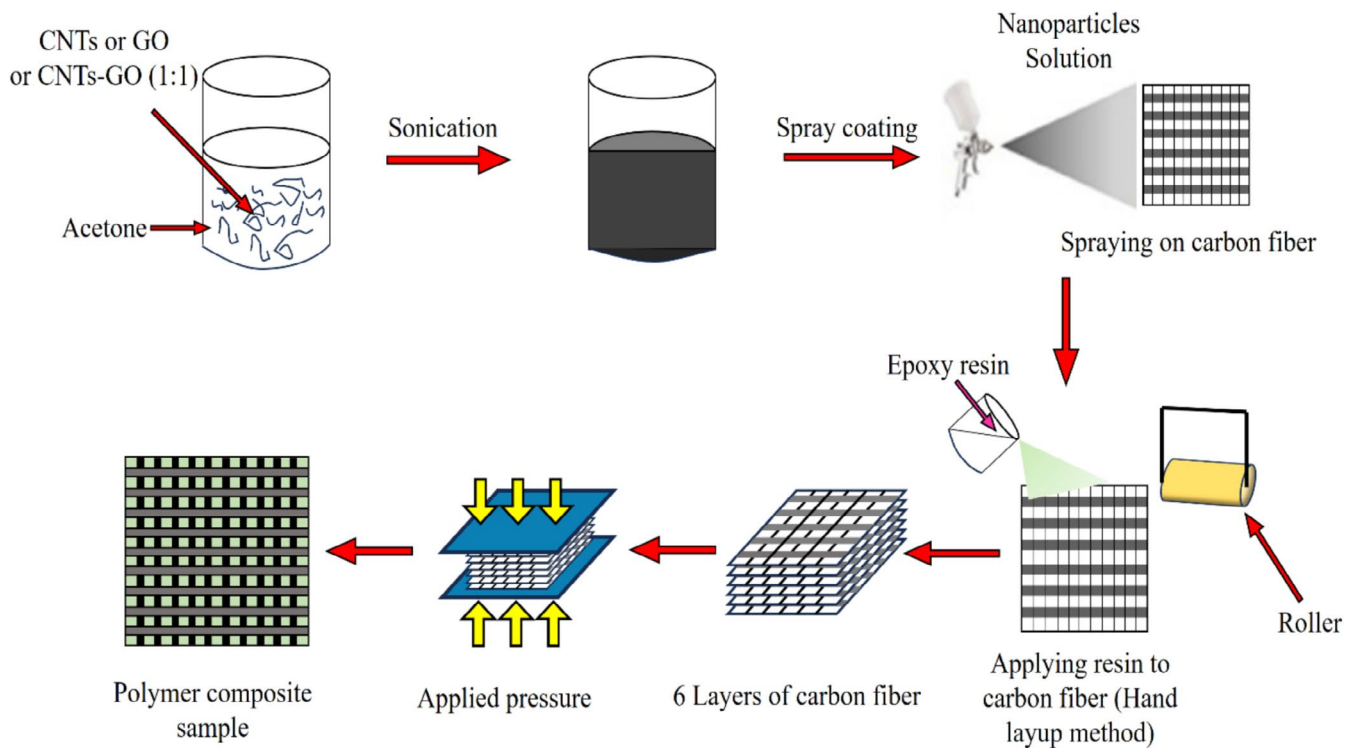 CNTs or GO
or CNTs-GO (1:1)
Acetone
Sonication
Spray coating
Nanoparticles
Solution
Spraying on carbon fiber
Epoxy resin
Roller
Applying resin to
carbon fiber (Hand
layup method)
6 Layers of carbon fiber
Applied pressure
Polymer composite
sample